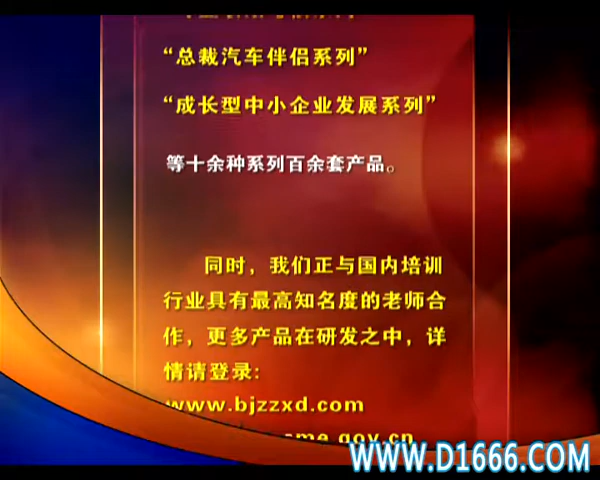 “总裁汽车伴侣系列”
“成长型中小企业发展系列”
等十余种系列百余套产品。
同时，我们正与国内培训
行业具有最高知名度的老师合
作，更多产品在研发之中，详
情请登录：
www.bjzzxd.com
sme.gov.cn
WWW.D1666.COM